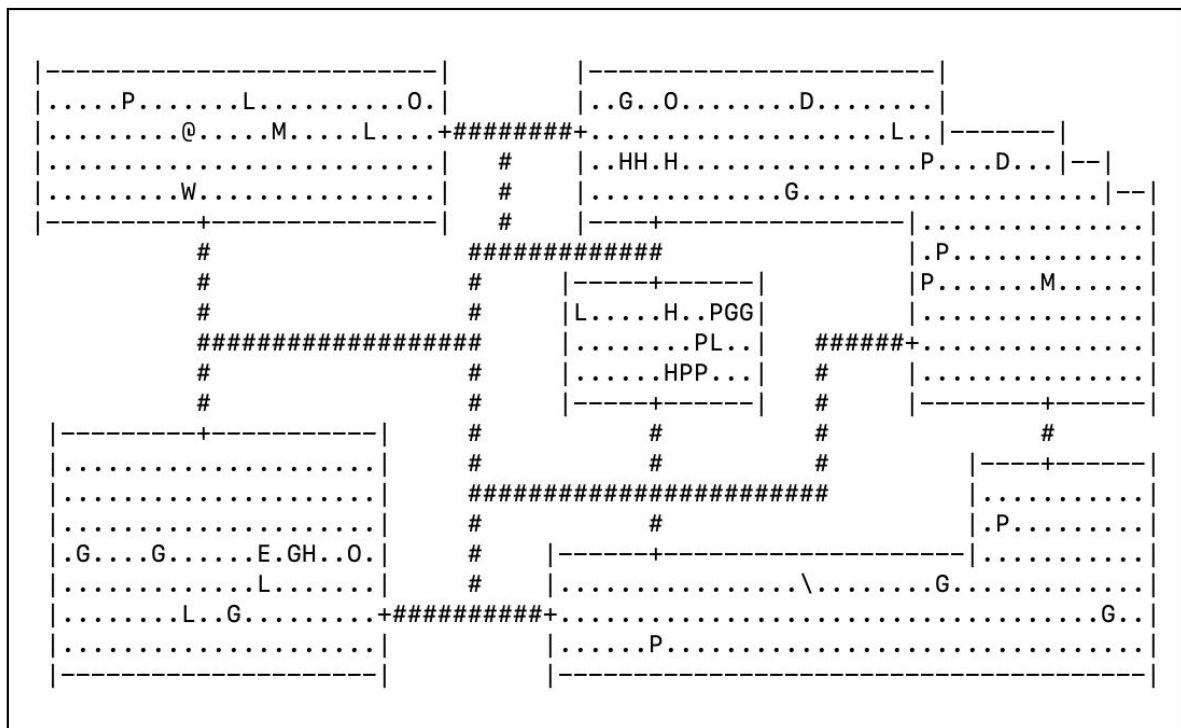 |--------------------------|        |-----------------------|
|.....P.......L..........O.|        |..G..O........D........|
|.........@.....M.....L....+########+....................L..|-------|
|..........................|   #    |..HH.H................P....D...|--|
|.........W................|   #    |.............G....................|--|
|----------+---------------|   #    |----+----------------|...............|
           #                 #############                |.P.............|
           #                 #     |-----+------|         |P.......M......|
           #                 #     |L.....H..PGG|         |...............|
           ###################     |........PL..|   ######+...............|
           #                 #     |......HPP...|   #     |...............|
           #                 #     |-----+------|   #     |--------+------|
 |---------+-----------|     #           #          #              #
 |.....................|     #           #          #         |----+------|
 |.....................|     ########################         |...........|
 |.....................|     #           #                    |.P.........|
 |.G....G......E.GH..O.|     #    |------+--------------------|...........|
 |.............L.......|     #    |................\........G.............|
 |........L..G.........+##########+....................................G..|
 |.....................|          |......P................................|
 |---------------------|          |---------------------------------------|